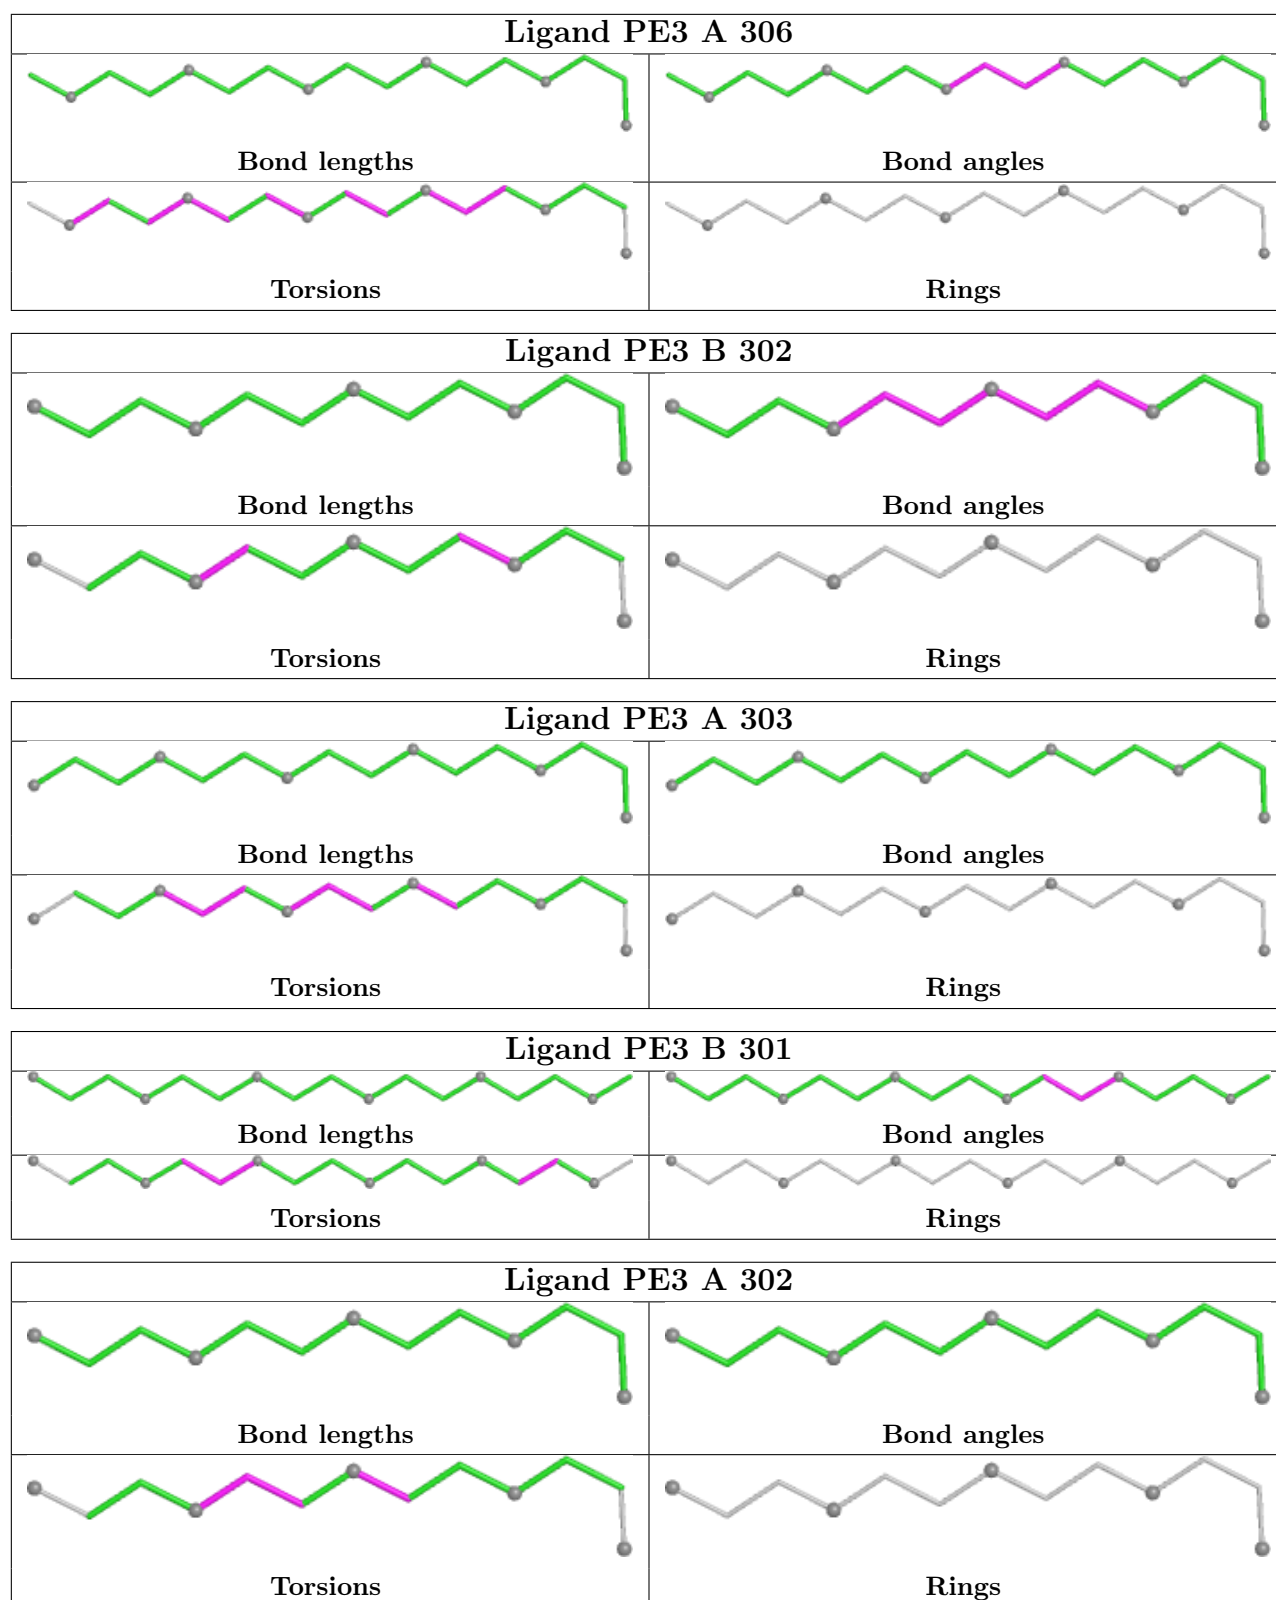 Ligand PE3 A 306
Bond lengths
Bond angles
Torsions
Rings
Ligand PE3 B 302
Bond lengths
Bond angles
Torsions
Rings
Ligand PE3 A 303
Bond lengths
Bond angles
Torsions
Rings
Ligand PE3 B 301
Bond lengths
Bond angles
Torsions
Rings
Ligand PE3 A 302
Bond lengths
Bond angles
Torsions
Rings